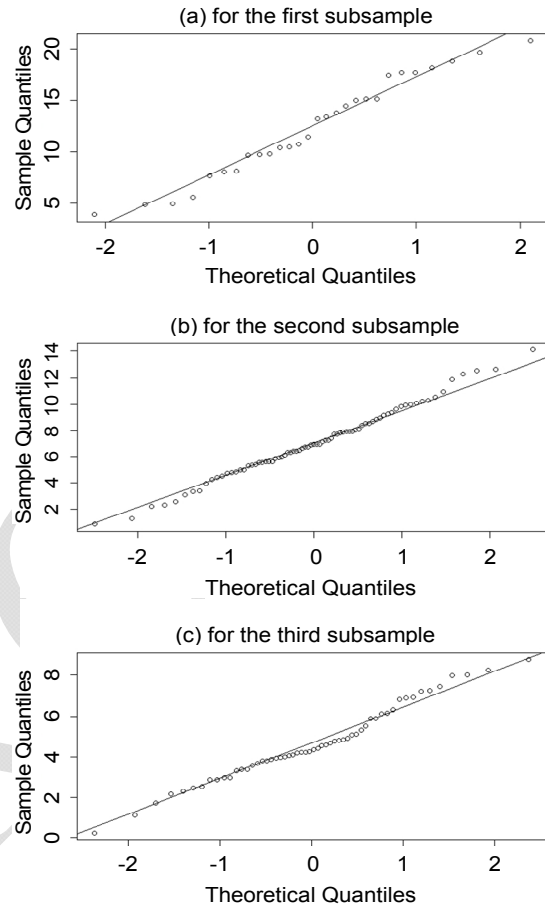 (a) for the first subsample
Sample Quantiles
20
15
10
5
-2 -1 0 1 2
Theoretical Quantiles
(b) for the second subsample
Sample Quantiles
14
12
10
8
6
4
2
-2 -1 0 1 2
Theoretical Quantiles
(c) for the third subsample
Sample Quantiles
8
6
4
2
0
-2 -1 0 1 2
Theoretical Quantiles